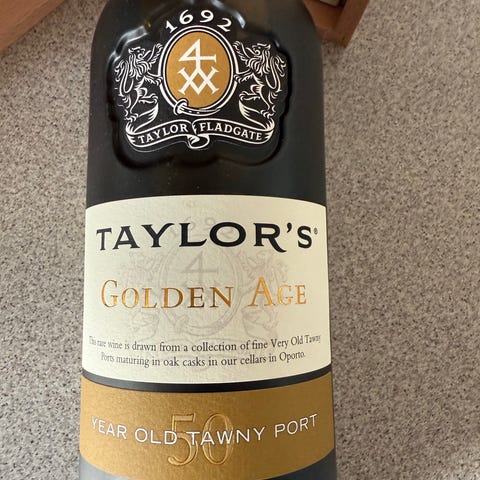 1692
TAYLOR FLADGATE
TAYLOR'S®
GOLDEN AGE
This rare wine is drawn from a collection of fine Very Old Tawny
Ports maturing in oak casks in our cellars in Oporto.
50
YEAR OLD TAWNY PORT